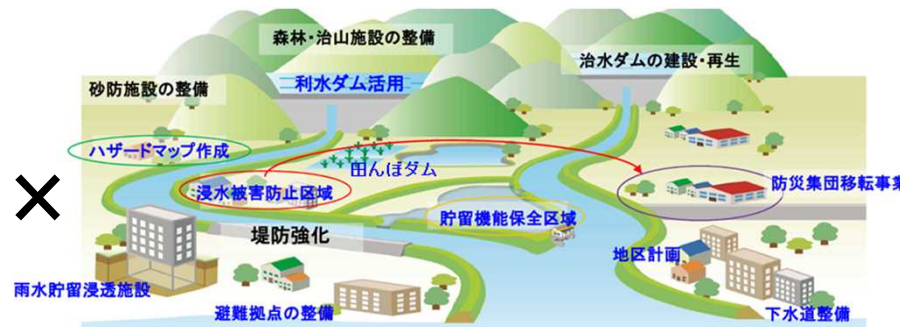 森林・治山施設の整備
治水ダムの建設・再生
砂防施設の整備
利水ダム活用
ハザードマップ作成
田んぼダム
浸水被害防止区域
防災集団移転事業
貯留機能保全区域
堤防強化
地区計画
雨水貯留浸透施設
避難拠点の整備
下水道整備